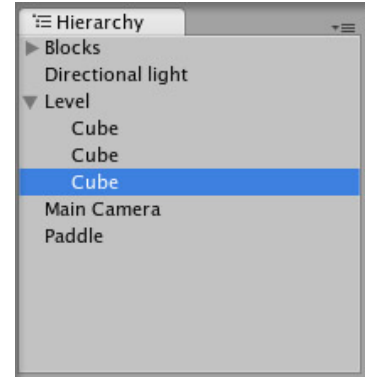 Hierarchy
Blocks
Directional light
Level
Cube
Cube
Cube
Main Camera
Paddle